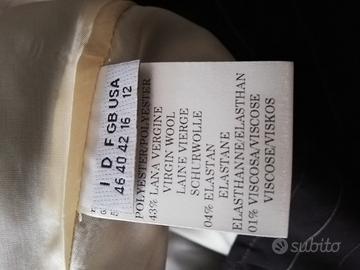 I D F GB USA
46 40 42 16 12
POLYESTER/POLYESTER
43% LANA VERGINE
VIRGIN WOOL
LAINE VIERGE
SCHURWOLLE
04% ELASTAN
ELASTANE
ELASTHANNE/ELASTHAN
01% VISCOSA/VISCOSE
VISCOSE/VISKOS
subito